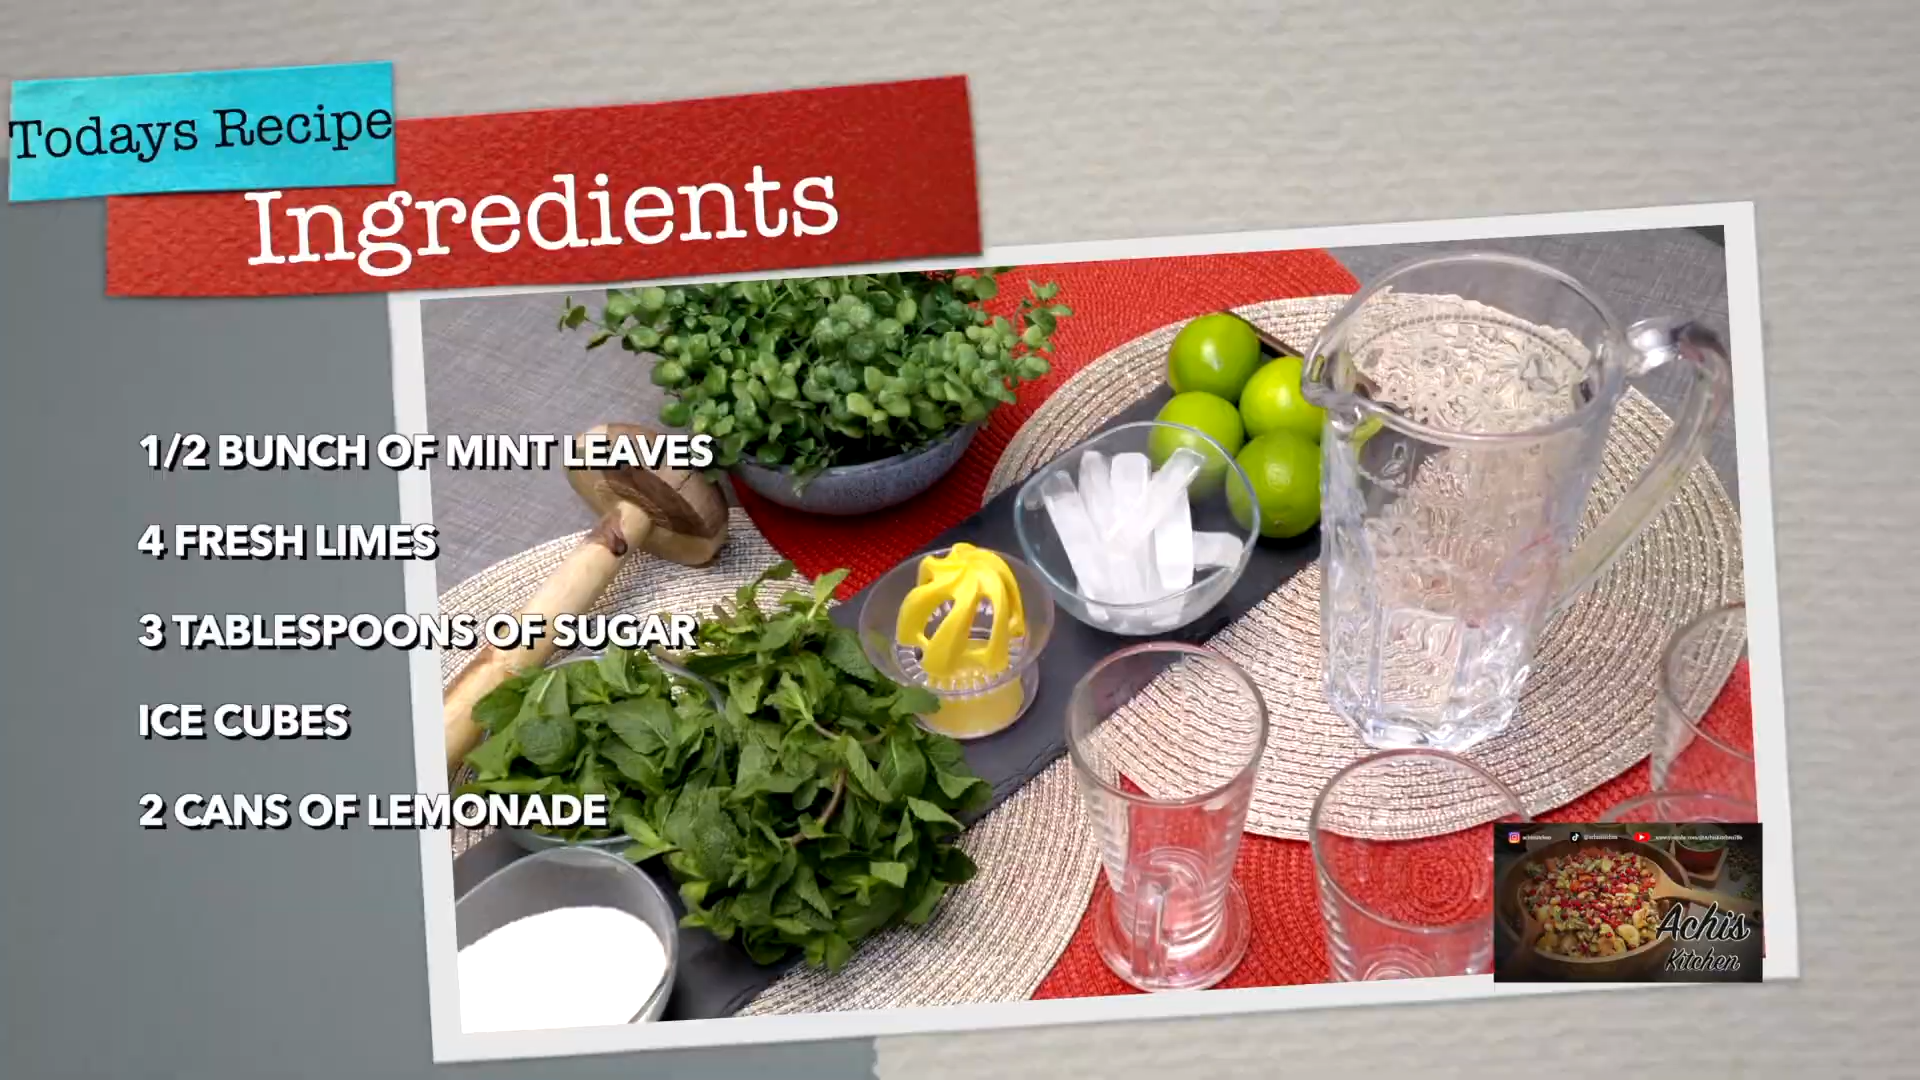 Todays Recipe
Ingredients
1/2 BUNCH OF MINT LEAVES
4 FRESH LIMES
3 TABLESPOONS OF SUGAR
ICE CUBES
2 CANS OF LEMONADE
Achis
Kitchen